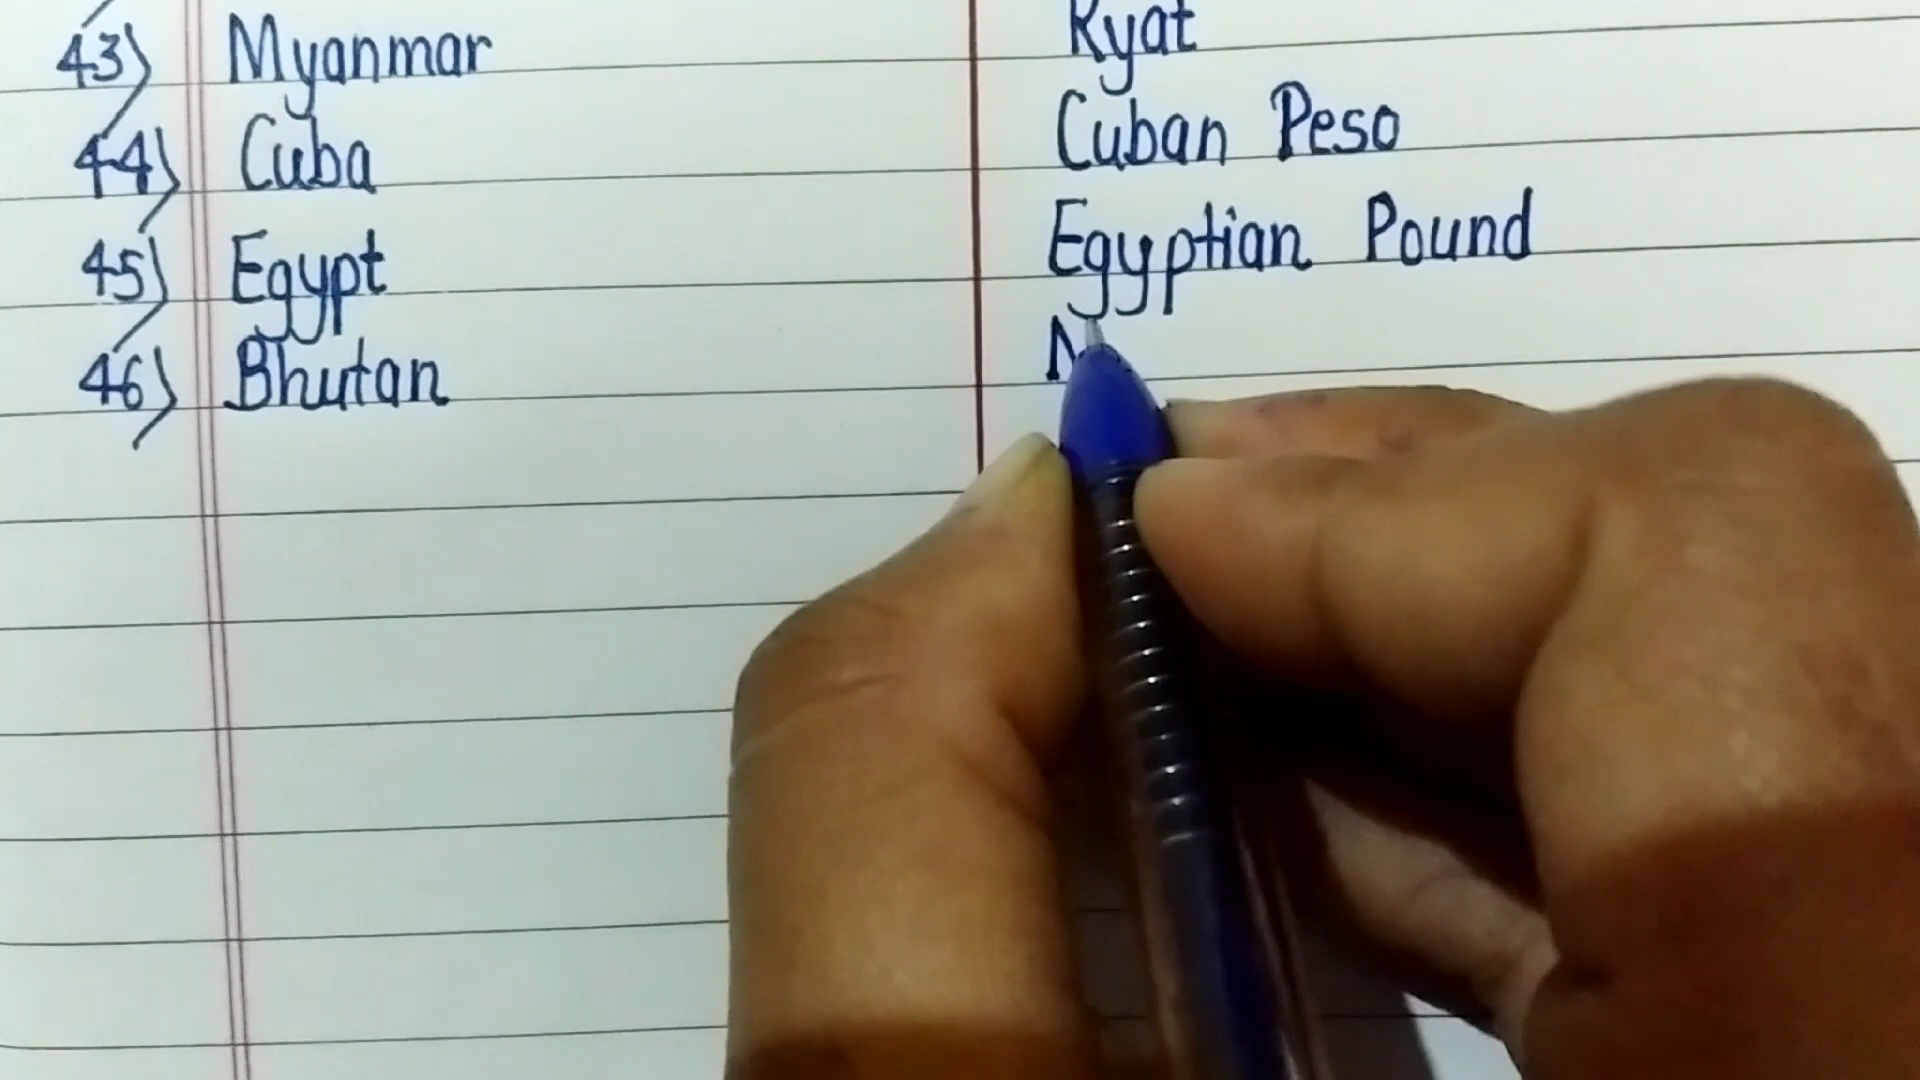 43) Myanmar Kyat
44) Cuba Cuban Peso
45) Egypt Egyptian Pound
46) Bhutan N